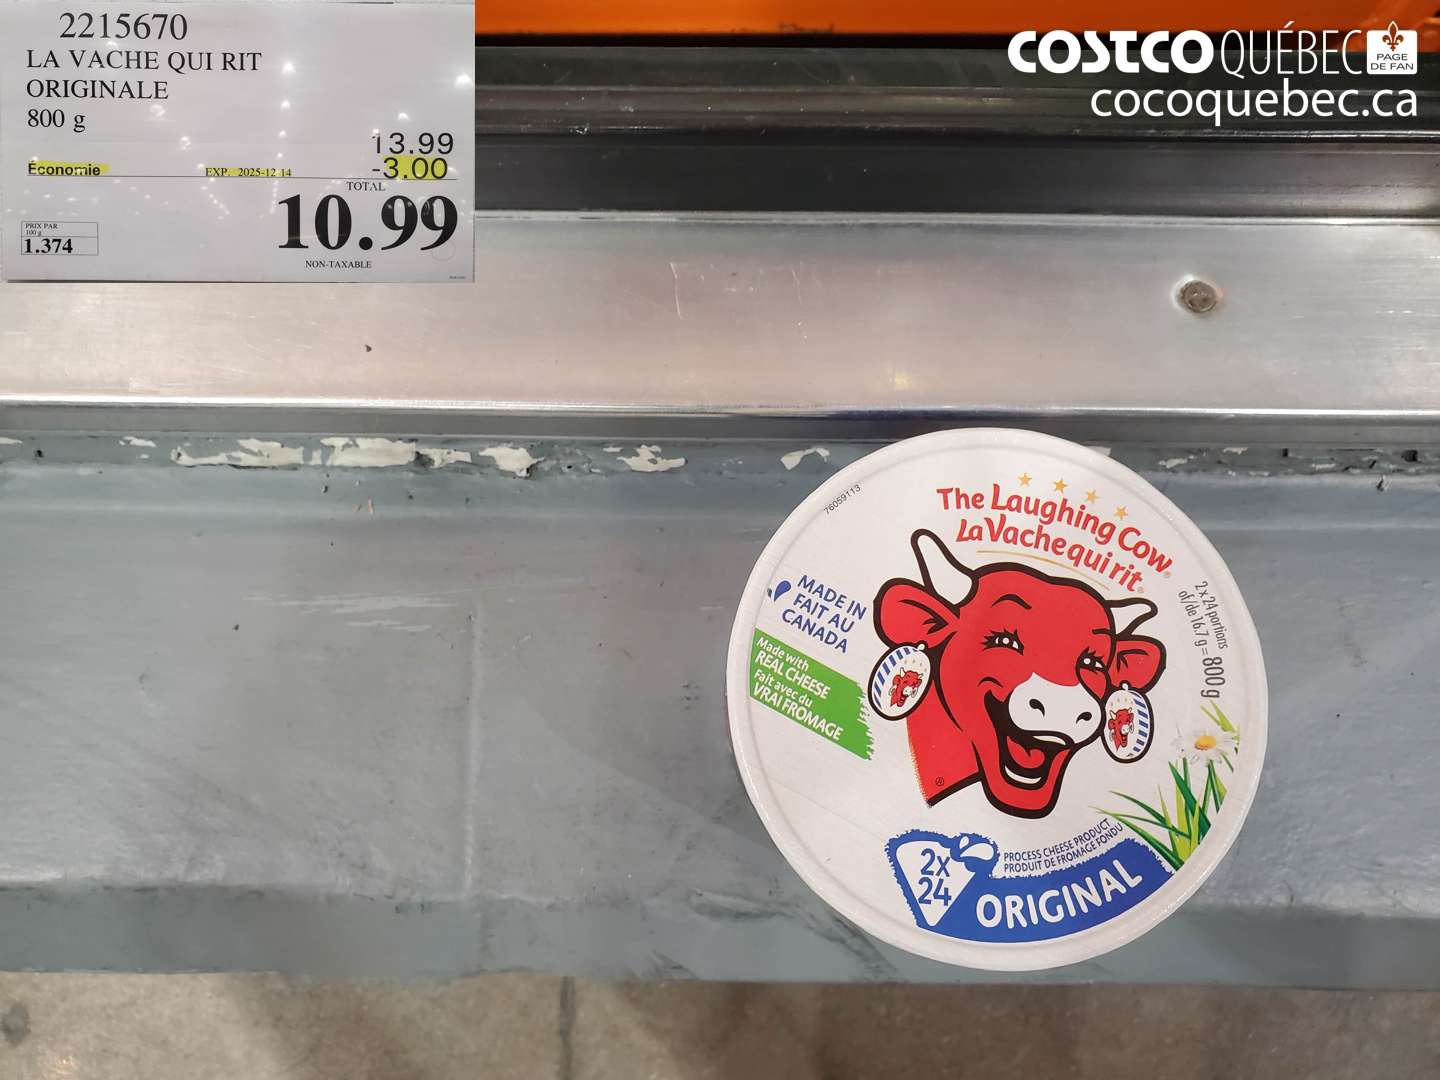 2215670
LA VACHE QUI RIT
ORIGINALE
800 g
13.99
Économie EXP. 2025-12-14 -3.00
TOTAL
10.99
PRIX PAR
100 g
1.374
NON-TAXABLE
COSTCO QUÉBEC
PAGE
DE FAN
cocoquebec.ca
76059113
The Laughing Cow®
La Vache qui rit®
MADE IN
FAIT AU
CANADA
Made with
REAL CHEESE
Fait avec du
VRAI FROMAGE
2 x 24 portions
of/de 16.7 g = 800 g
2x
24
PROCESS CHEESE PRODUCT
PRODUIT DE FROMAGE FONDU
ORIGINAL